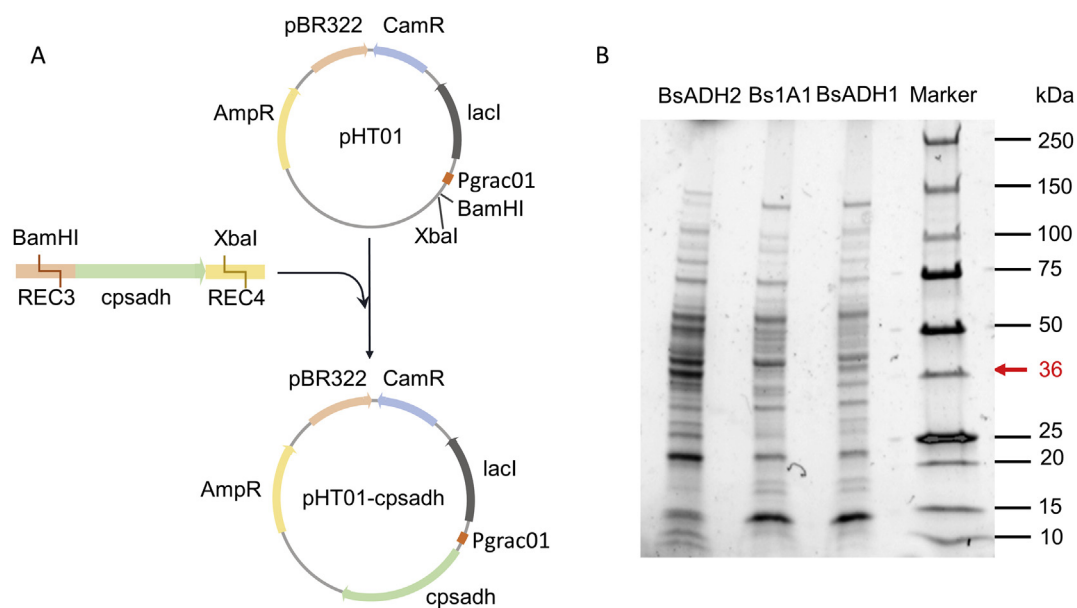 A
pBR322 CamR
AmpR
lacI
pHT01
Pgrac01
BamHI
XbaI
BamHI
XbaI
REC3
cpsadh
REC4
pBR322 CamR
AmpR
lacI
pHT01-cpsadh
Pgrac01
cpsadh
B
BsADH2 Bs1A1 BsADH1 Marker kDa
250
150
100
75
50
36
25
20
15
10